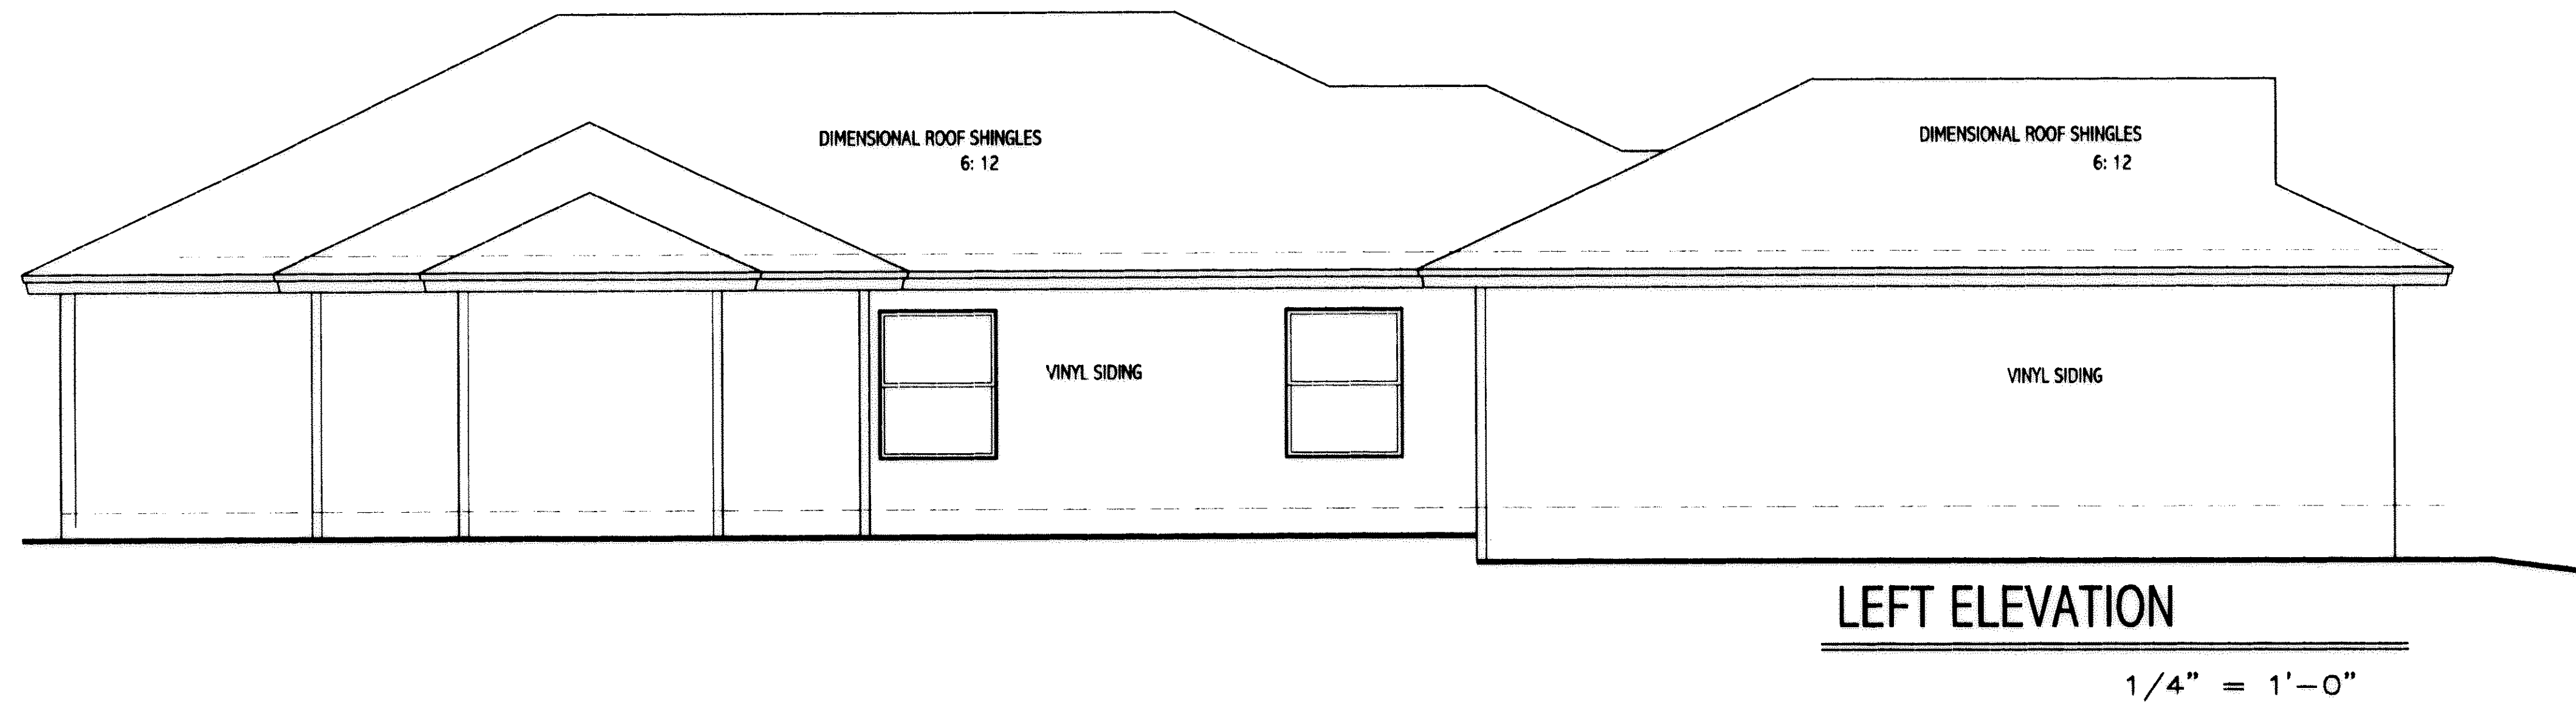 DIMENSIONAL ROOF SHINGLES
6: 12
DIMENSIONAL ROOF SHINGLES
6: 12
VINYL SIDING
VINYL SIDING
LEFT ELEVATION
1/4" = 1'-0"